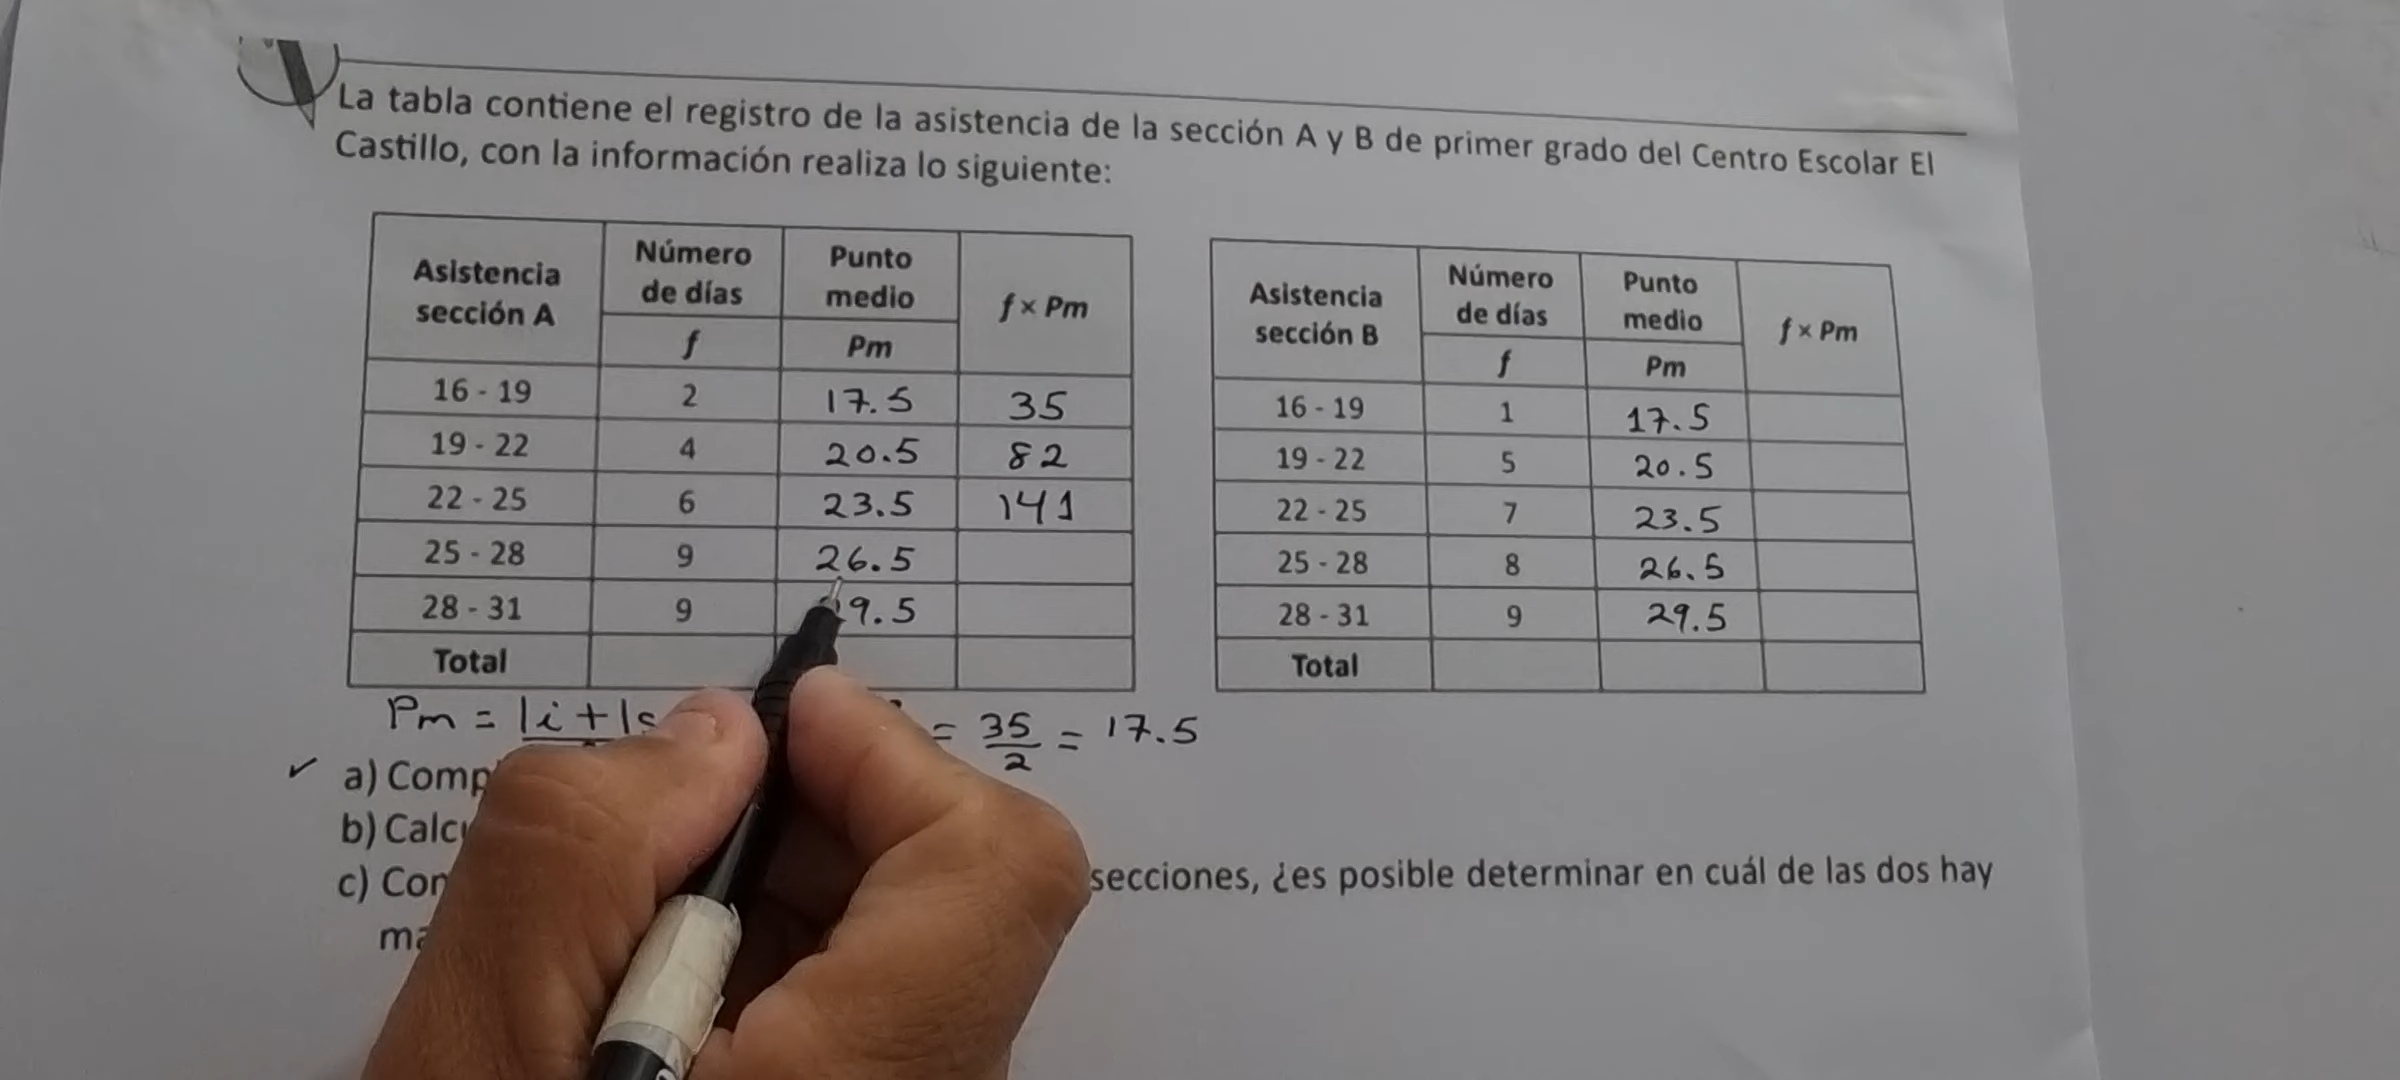 La tabla contiene el registro de la asistencia de la sección A y B de primer grado del Centro Escolar El
Castillo, con la información realiza lo siguiente:
Asistencia sección A | Número de días f | Punto medio Pm | f × Pm
16 - 19 | 2 | 17.5 | 35
19 - 22 | 4 | 20.5 | 82
22 - 25 | 6 | 23.5 | 141
25 - 28 | 9 | 26.5
28 - 31 | 9 | 9.5
Total
Asistencia sección B | Número de días f | Punto medio Pm | f × Pm
16 - 19 | 1 | 17.5
19 - 22 | 5 | 20.5
22 - 25 | 7 | 23.5
25 - 28 | 8 | 26.5
28 - 31 | 9 | 29.5
Total
Pm = li + ls = 35/2 = 17.5
✓ a)
b)
c) secciones, ¿es posible determinar en cuál de las dos hay